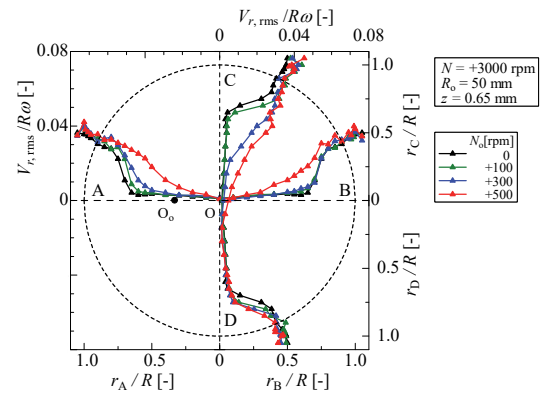 V_{r, rms} /Rω [-]
0 0.04 0.08
0.08
0.04
0
V_{r, rms} /Rω [-]
C
A
B
D
O_o
O
1.0
0.5
0
0.5
1.0
r_C / R [-]
r_D / R [-]
1.0 0.5 0 0.5 1.0
r_A / R [-]
r_B / R [-]
N = +3000 rpm
R_o = 50 mm
z = 0.65 mm
N_o[rpm]
0
+100
+300
+500